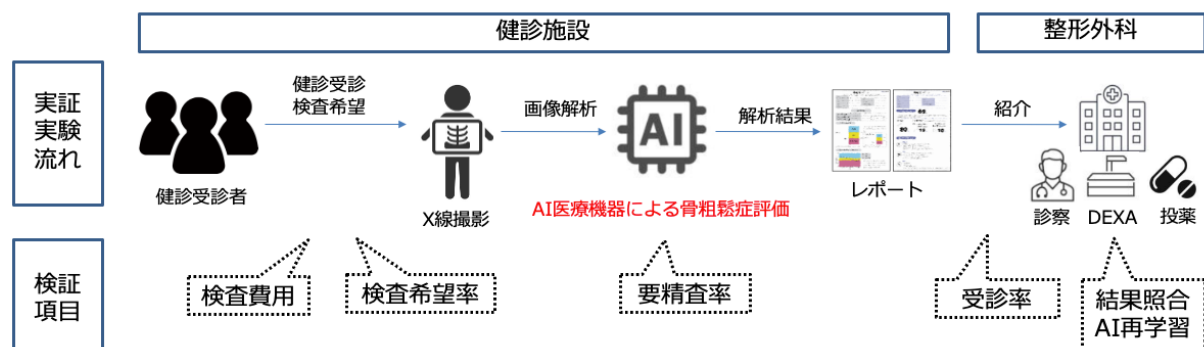 健診施設
整形外科
実証
実験
流れ
健診受診
検査希望
画像解析
AI
解析結果
紹介
健診受診者
X線撮影
AI医療機器による骨粗鬆症評価
レポート
診察
DEXA
投薬
検証
項目
検査費用
検査希望率
要精査率
受診率
結果照合
AI再学習